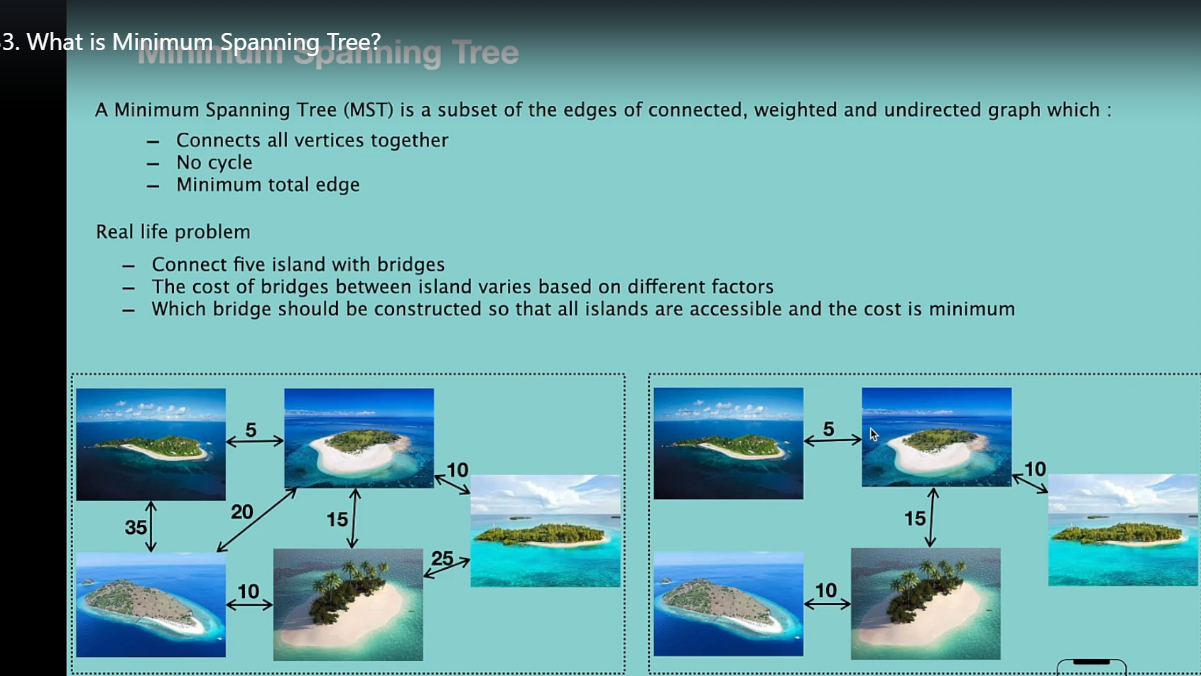 3. What is Minimum Spanning Tree?
Minimum Spanning Tree
A Minimum Spanning Tree (MST) is a subset of the edges of connected, weighted and undirected graph which :
– Connects all vertices together
– No cycle
– Minimum total edge
Real life problem
– Connect five island with bridges
– The cost of bridges between island varies based on different factors
– Which bridge should be constructed so that all islands are accessible and the cost is minimum
5
10
35
20
15
25
10
5
10
15
10